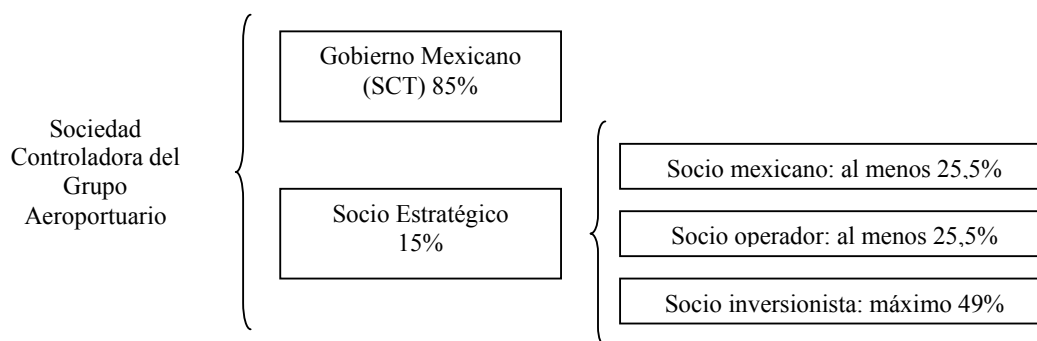 Sociedad
Controladora del
Grupo
Aeroportuario
Gobierno Mexicano
(SCT) 85%
Socio Estratégico
15%
Socio mexicano: al menos 25,5%
Socio operador: al menos 25,5%
Socio inversionista: máximo 49%